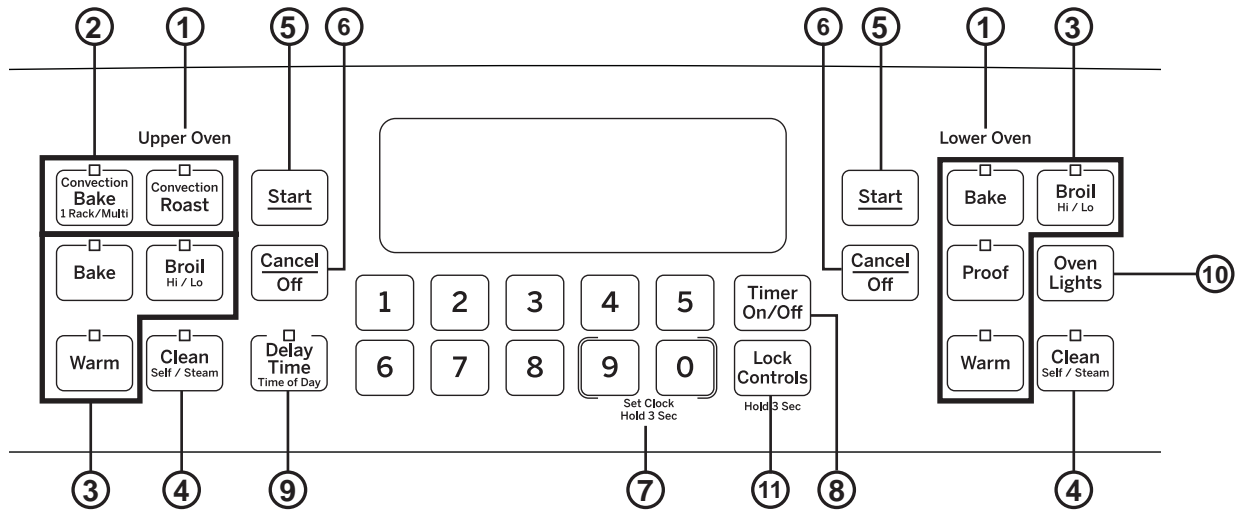 2
1
5
6
6
5
1
3
Upper Oven
Lower Oven
Convection
Bake
1 Rack/Multi
Convection
Roast
Start
Start
Bake
Broil
Hi / Lo
Bake
Broil
Hi / Lo
Cancel
Off
Cancel
Off
Proof
Oven
Lights
10
1
2
3
4
5
Timer
On/Off
Warm
Clean
Self / Steam
Delay
Time
Time of Day
6
7
8
9
0
Lock
Controls
Warm
Clean
Self / Steam
Set Clock
Hold 3 Sec
Hold 3 Sec
3
4
9
7
11
8
4